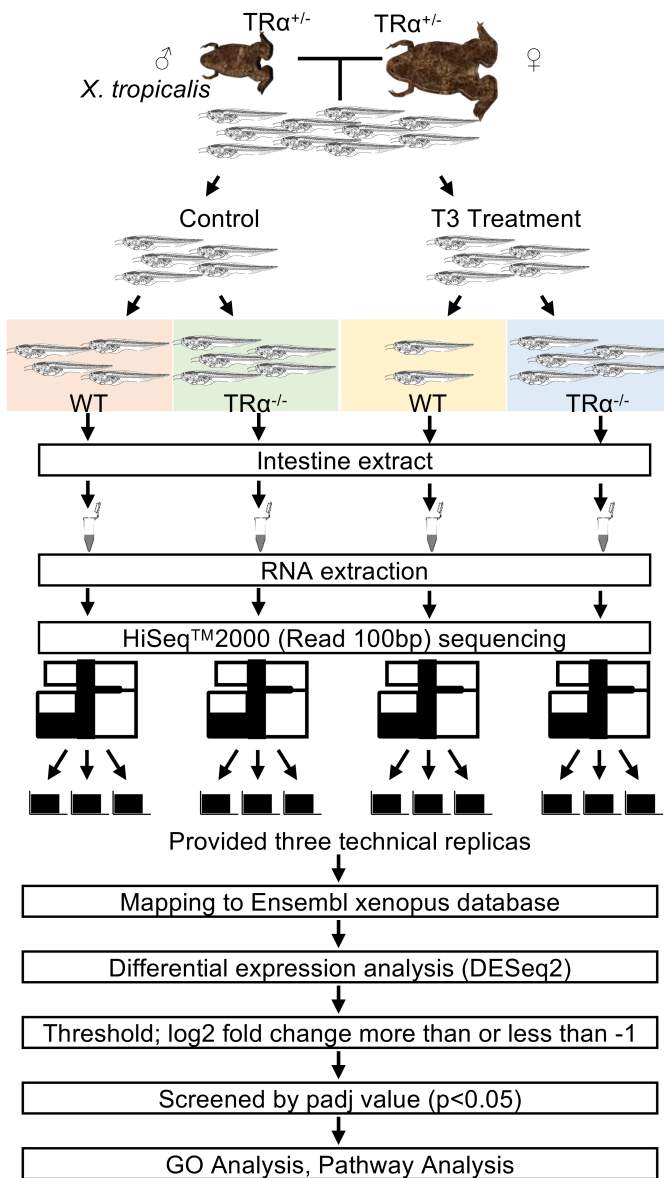 TRα+/-
TRα+/-
♂
♀
X. tropicalis
Control
T3 Treatment
WT
TRα-/-
WT
TRα-/-
Intestine extract
RNA extraction
HiSeq™2000 (Read 100bp) sequencing
Provided three technical replicas
Mapping to Ensembl xenopus database
Differential expression analysis (DESeq2)
Threshold; log2 fold change more than or less than -1
Screened by padj value (p<0.05)
GO Analysis, Pathway Analysis